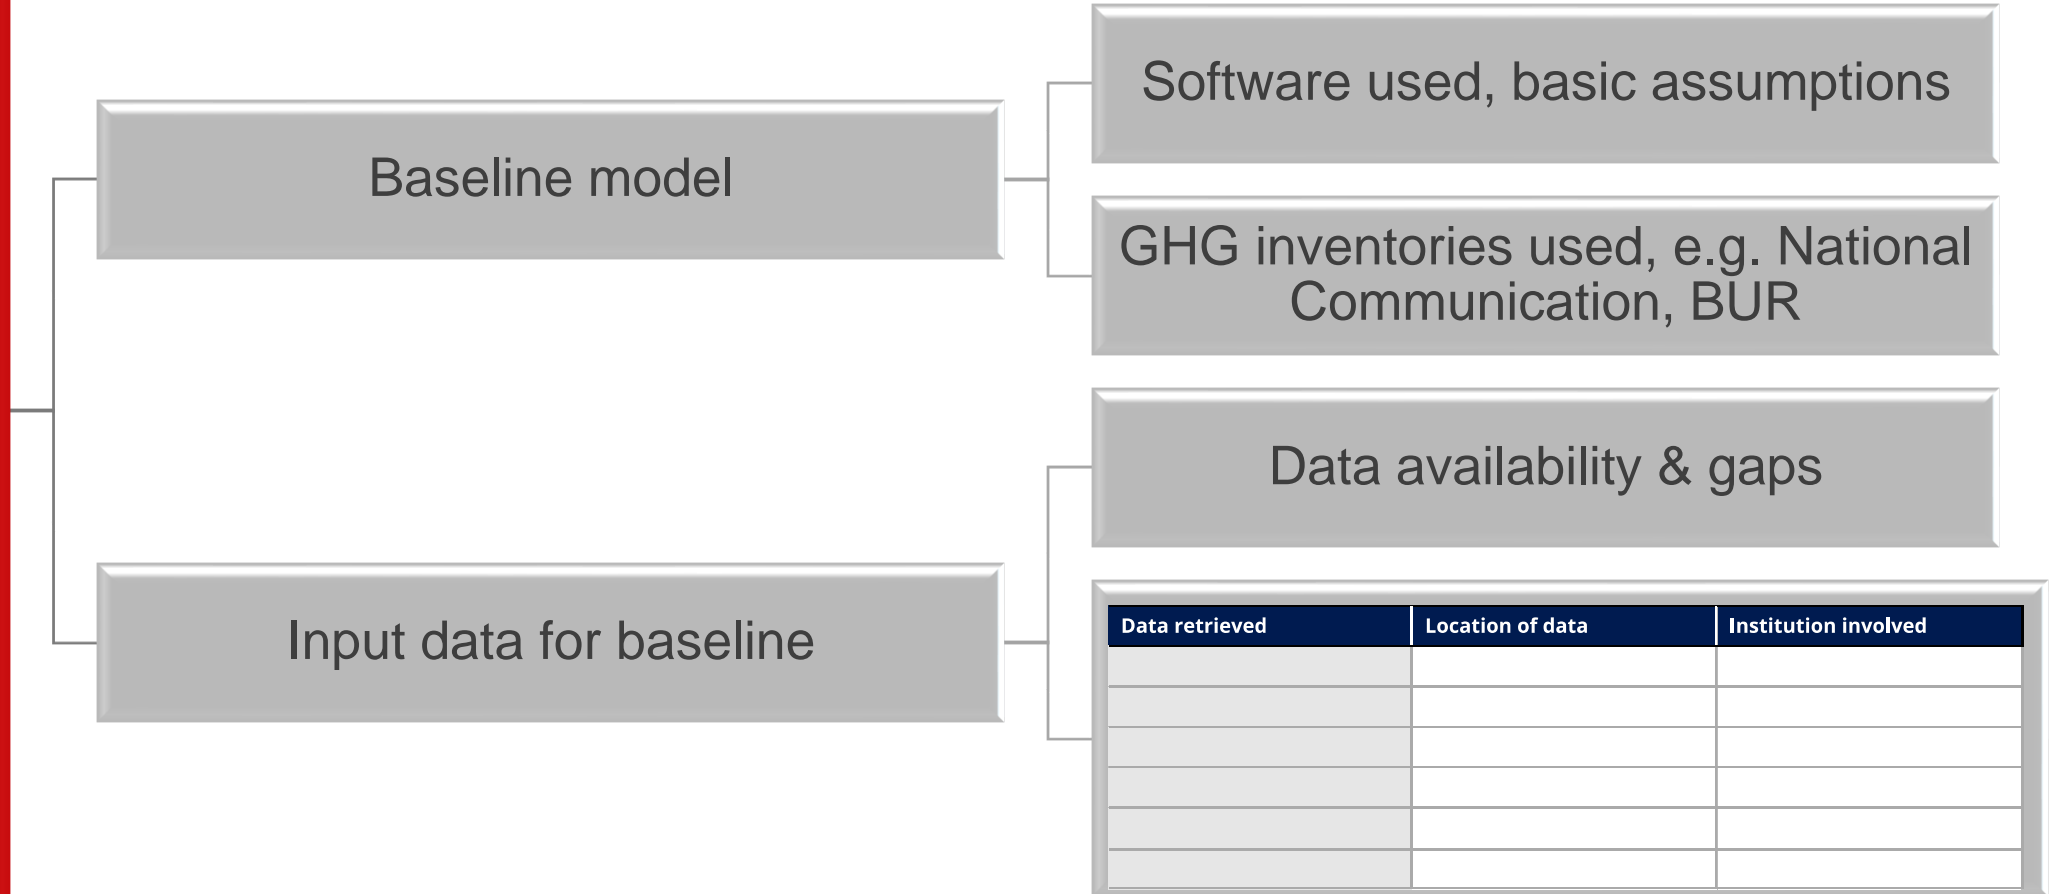 Baseline model
Software used, basic assumptions
GHG inventories used, e.g. National
Communication, BUR
Input data for baseline
Data availability & gaps
Data retrieved Location of data Institution involved